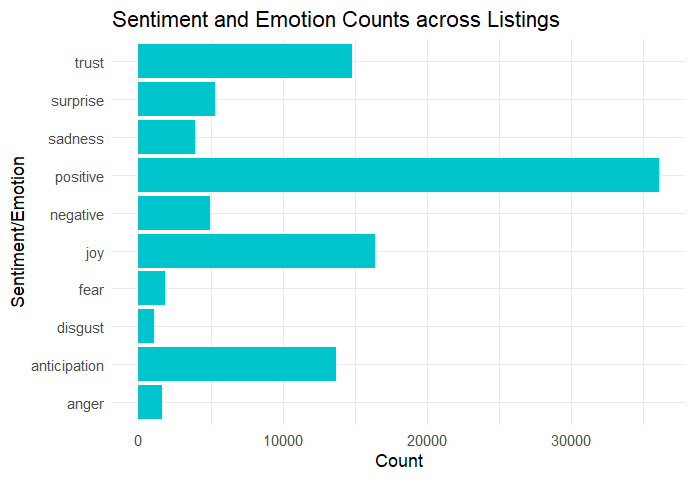 Sentiment and Emotion Counts across Listings
Sentiment/Emotion
trust
surprise
sadness
positive
negative
joy
fear
disgust
anticipation
anger
0 10000 20000 30000
Count